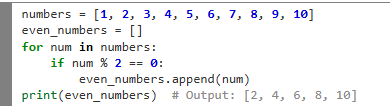 numbers = [1, 2, 3, 4, 5, 6, 7, 8, 9, 10]
even_numbers = []
for num in numbers:
    if num % 2 == 0:
        even_numbers.append(num)
print(even_numbers)  # Output: [2, 4, 6, 8, 10]